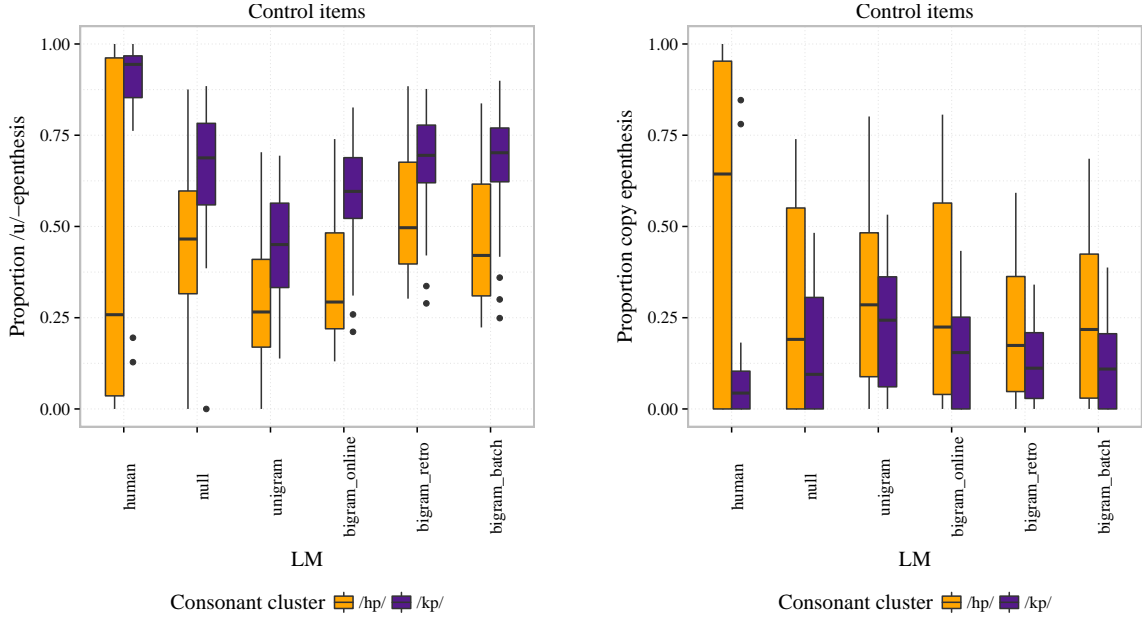 Control items
Proportion /u/−epenthesis
1.00
0.75
0.50
0.25
0.00
human
null
unigram
bigram_online
bigram_retro
bigram_batch
LM
Consonant cluster /hp/ /kp/
Control items
Proportion copy epenthesis
1.00
0.75
0.50
0.25
0.00
human
null
unigram
bigram_online
bigram_retro
bigram_batch
LM
Consonant cluster /hp/ /kp/